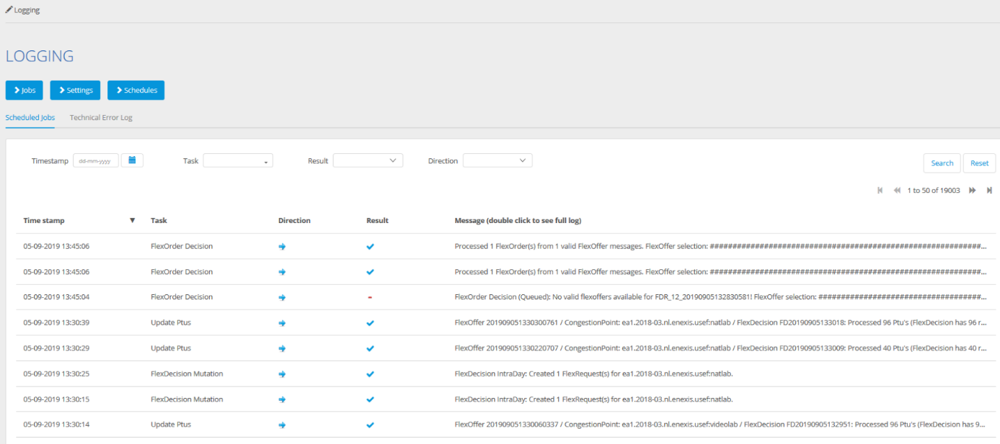 Logging
LOGGING
Jobs Settings Schedules
Scheduled Jobs Technical Error Log
Timestamp dd-mm-yyyy Task Result Direction Search Reset
1 to 50 of 19003
Time stamp ▼ Task Direction Result Message (double click to see full log)
05-09-2019 13:45:06 FlexOrder Decision Processed 1 FlexOrder(s) from 1 valid FlexOffer messages. FlexOffer selection: ############################################################...
05-09-2019 13:45:06 FlexOrder Decision Processed 1 FlexOrder(s) from 1 valid FlexOffer messages. FlexOffer selection: ############################################################...
05-09-2019 13:45:04 FlexOrder Decision - FlexOrder Decision (Queued): No valid flexoffers available for FDR_12_20190905132830581! FlexOffer selection: ####################################...
05-09-2019 13:30:39 Update Ptus FlexOffer 201909051330300761 / CongestionPoint: ea1.2018-03.nl.enexis.usef:natlab / FlexDecision FD20190905133018: Processed 96 Ptu's (FlexDecision has 96 r...
05-09-2019 13:30:29 Update Ptus FlexOffer 201909051330220707 / CongestionPoint: ea1.2018-03.nl.enexis.usef:natlab / FlexDecision FD20190905133009: Processed 40 Ptu's (FlexDecision has 40 r...
05-09-2019 13:30:25 FlexDecision Mutation FlexDecision IntraDay: Created 1 FlexRequest(s) for ea1.2018-03.nl.enexis.usef:natlab.
05-09-2019 13:30:15 FlexDecision Mutation FlexDecision IntraDay: Created 1 FlexRequest(s) for ea1.2018-03.nl.enexis.usef:natlab.
05-09-2019 13:30:14 Update Ptus FlexOffer 201909051330060337 / CongestionPoint: ea1.2018-03.nl.enexis.usef:videolab / FlexDecision FD20190905132951: Processed 96 Ptu's (FlexDecision has 9...